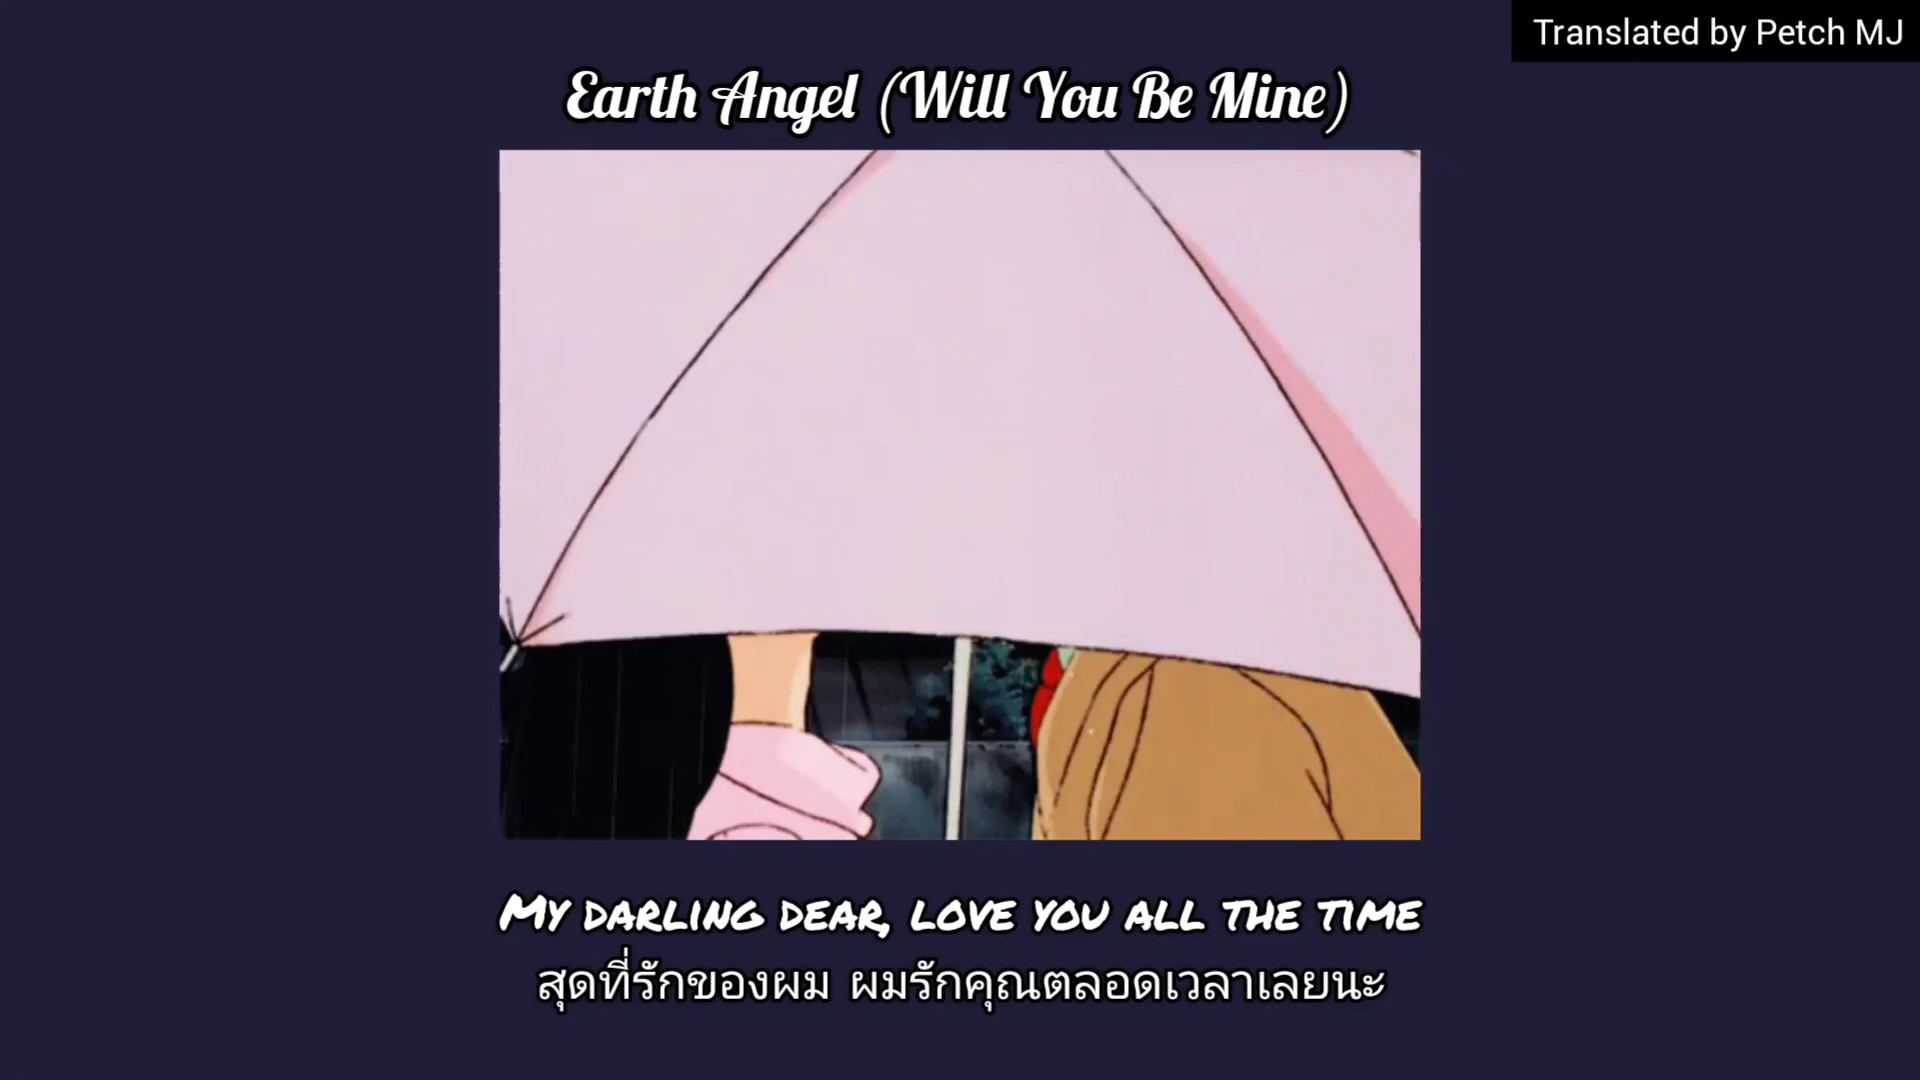 Translated by Petch MJ
Earth Angel (Will You Be Mine)
My darling dear, love you all the time
สุดที่รักของผม ผมรักคุณตลอดเวลาเลยนะ